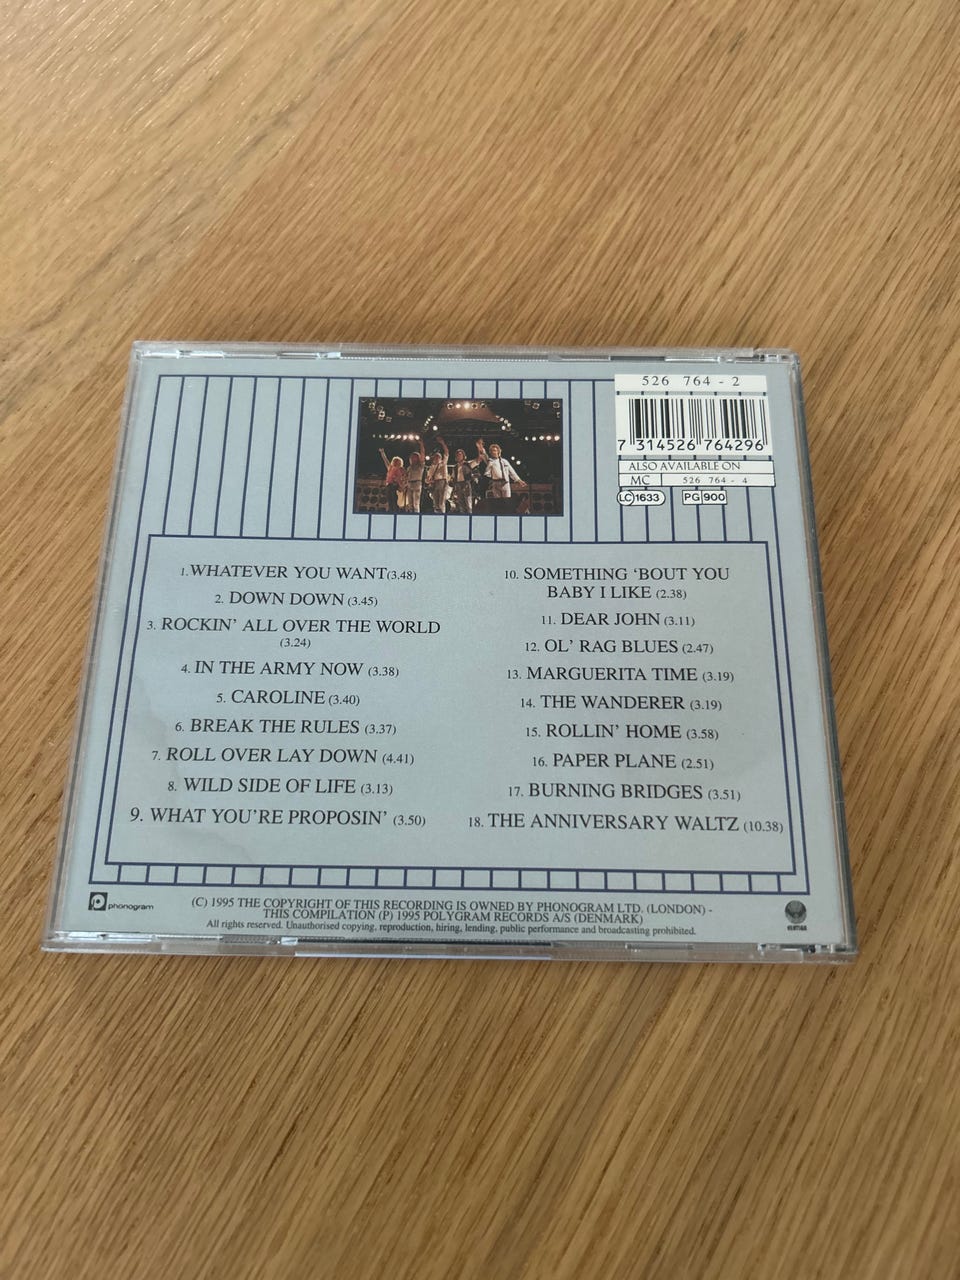 526 764 - 2
7 314526 764296
ALSO AVAILABLE ON
MC 526 764 - 4
LC 1633 PG 900
1. WHATEVER YOU WANT (3.48)
2. DOWN DOWN (3.45)
3. ROCKIN' ALL OVER THE WORLD
(3.24)
4. IN THE ARMY NOW (3.38)
5. CAROLINE (3.40)
6. BREAK THE RULES (3.37)
7. ROLL OVER LAY DOWN (4.41)
8. WILD SIDE OF LIFE (3.13)
9. WHAT YOU'RE PROPOSIN' (3.50)
10. SOMETHING ‘BOUT YOU
BABY I LIKE (2.38)
11. DEAR JOHN (3.11)
12. OL' RAG BLUES (2.47)
13. MARGUERITA TIME (3.19)
14. THE WANDERER (3.19)
15. ROLLIN' HOME (3.58)
16. PAPER PLANE (2.51)
17. BURNING BRIDGES (3.51)
18. THE ANNIVERSARY WALTZ (10.38)
phonogram
(C) 1995 THE COPYRIGHT OF THIS RECORDING IS OWNED BY PHONOGRAM LTD. (LONDON) -
THIS COMPILATION (P) 1995 POLYGRAM RECORDS A/S (DENMARK)
All rights reserved. Unauthorised copying, reproduction, hiring, lending, public performance and broadcasting prohibited.